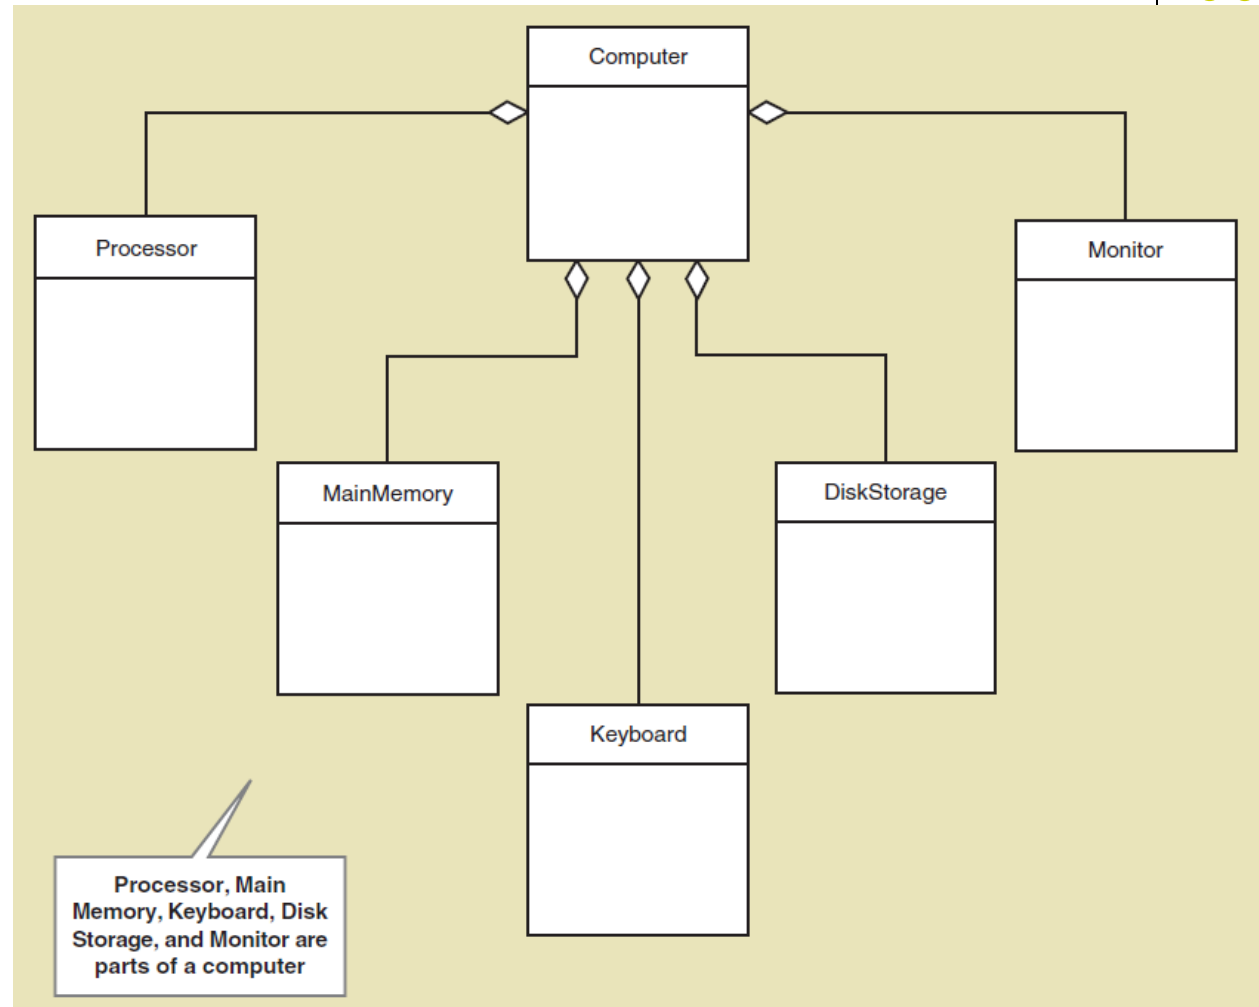 Computer
Processor
Monitor
MainMemory
DiskStorage
Keyboard
Processor, Main
Memory, Keyboard, Disk
Storage, and Monitor are
parts of a computer